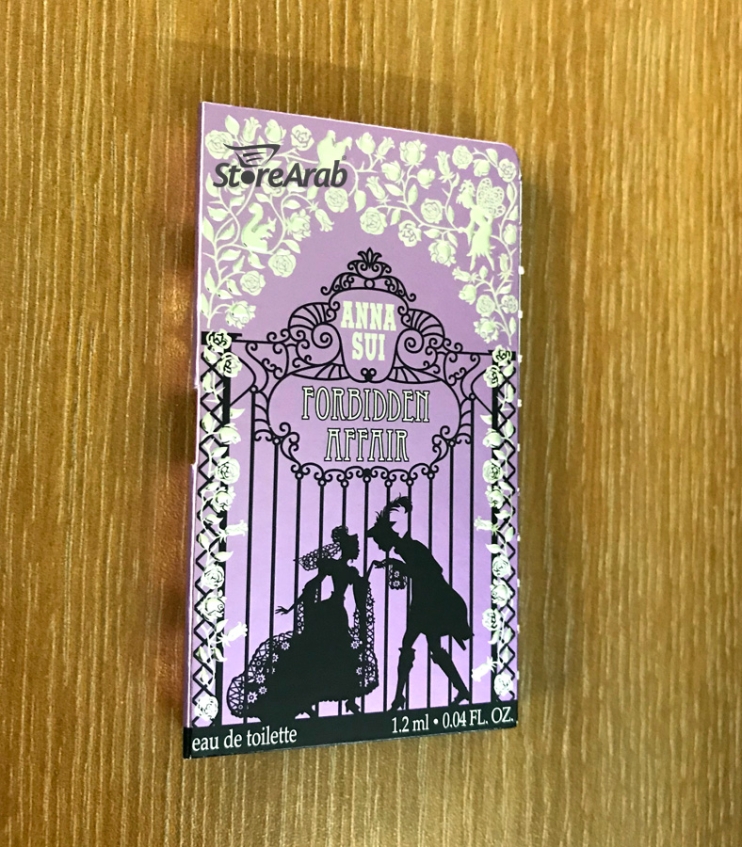 StoreArab
ANNA
SUI
FORBIDDEN
AFFAIR
eau de toilette
1.2 ml • 0.04 FL. OZ.